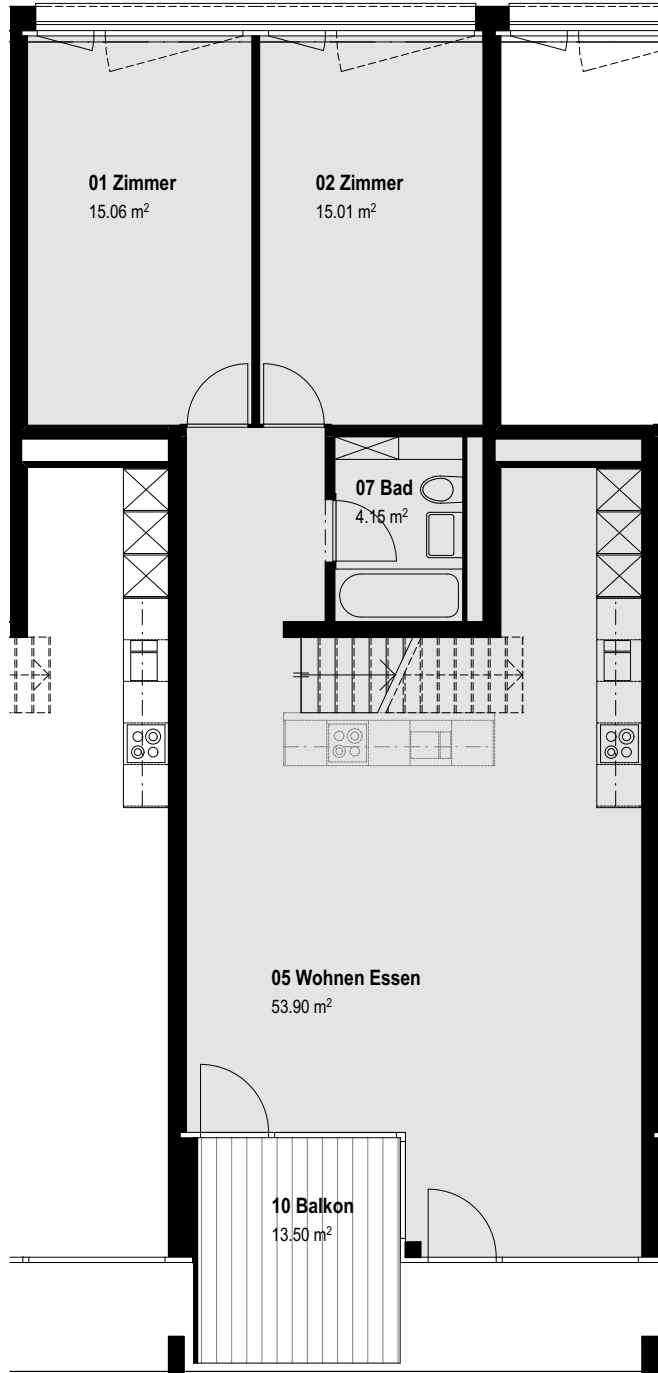 01 Zimmer
15.06 m²
02 Zimmer
15.01 m²
07 Bad
4.15 m²
05 Wohnen Essen
53.90 m²
10 Balkon
13.50 m²